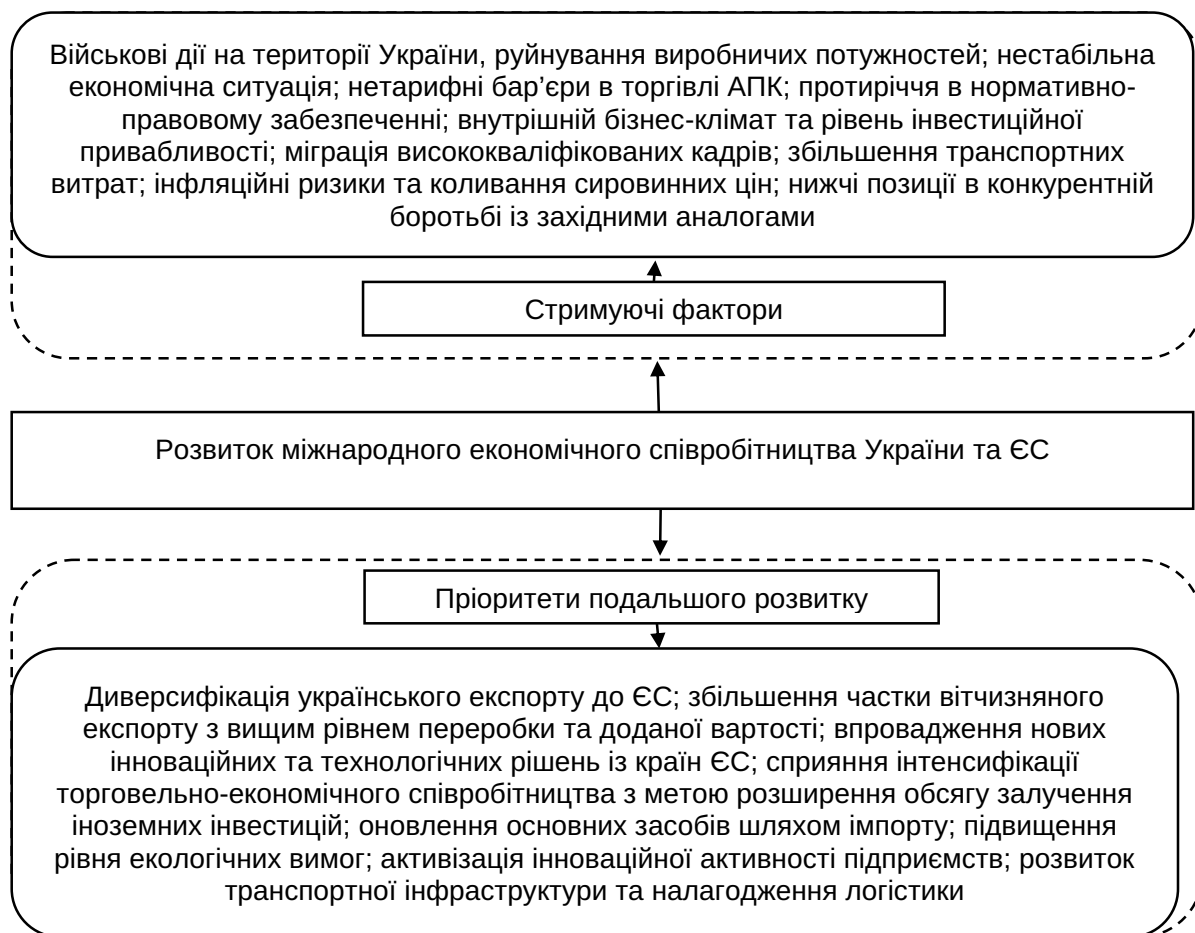 Військові дії на території України, руйнування виробничих потужностей; нестабільна
економічна ситуація; нетарифні бар’єри в торгівлі АПК; протиріччя в нормативно-
правовому забезпеченні; внутрішній бізнес-клімат та рівень інвестиційної
привабливості; міграція висококваліфікованих кадрів; збільшення транспортних
витрат; інфляційні ризики та коливання сировинних цін; нижчі позиції в конкурентній
боротьбі із західними аналогами
Стримуючі фактори
Розвиток міжнародного економічного співробітництва України та ЄС
Пріоритети подальшого розвитку
Диверсифікація українського експорту до ЄС; збільшення частки вітчизняного
експорту з вищим рівнем переробки та доданої вартості; впровадження нових
інноваційних та технологічних рішень із країн ЄС; сприяння інтенсифікації
торговельно-економічного співробітництва з метою розширення обсягу залучення
іноземних інвестицій; оновлення основних засобів шляхом імпорту; підвищення
рівня екологічних вимог; активізація інноваційної активності підприємств; розвиток
транспортної інфраструктури та налагодження логістики